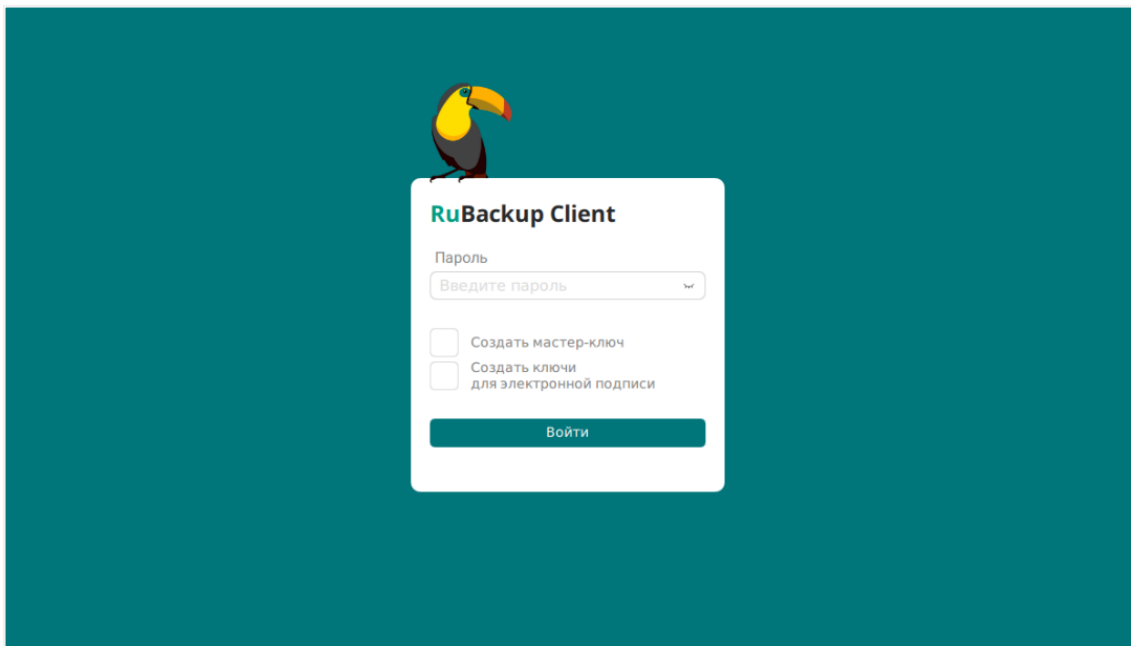 RuBackup Client
Пароль
Введите пароль
Создать мастер-ключ
Создать ключи
для электронной подписи
Войти